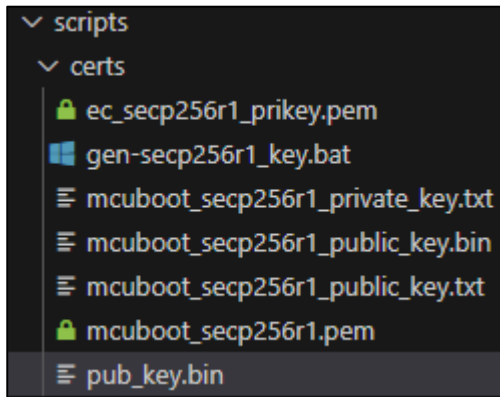 scripts
certs
ec_secp256r1_prikey.pem
gen-secp256r1_key.bat
mcuboot_secp256r1_private_key.txt
mcuboot_secp256r1_public_key.bin
mcuboot_secp256r1_public_key.txt
mcuboot_secp256r1.pem
pub_key.bin